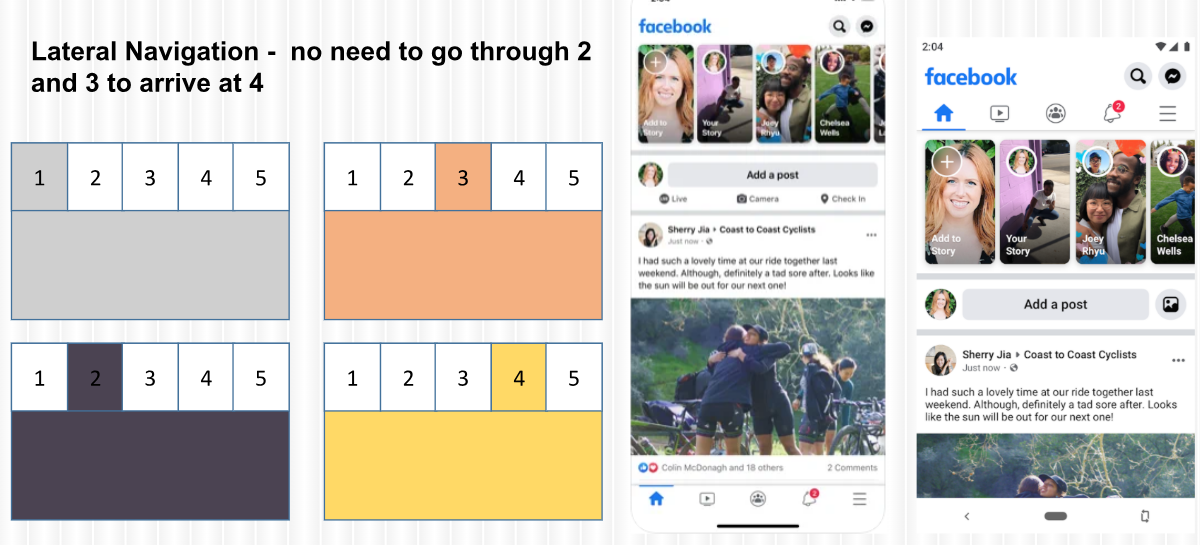 Lateral Navigation - no need to go through 2
and 3 to arrive at 4
1 2 3 4 5
1 2 3 4 5
1 2 3 4 5
1 2 3 4 5
facebook
Add to
Story
Your
Story
Joey
Rhyu
Chelsea
Wells
Add a post
Live
Camera
Check In
Sherry Jia
Coast to Coast Cyclists
Just now ·
I had such a lovely time at our ride together last
weekend. Although, definitely a tad sore after. Looks like
the sun will be out for our next one!
Colin McDonagh and 18 others
2 Comments
2
2:04
facebook
2
Add to
Story
Your
Story
Joey
Rhyu
Chelsea
Wells
Add a post
Sherry Jia
Coast to Coast Cyclists
Just now ·
I had such a lovely time at our ride together last
weekend. Although, definitely a tad sore after. Looks
like the sun will be out for our next one!